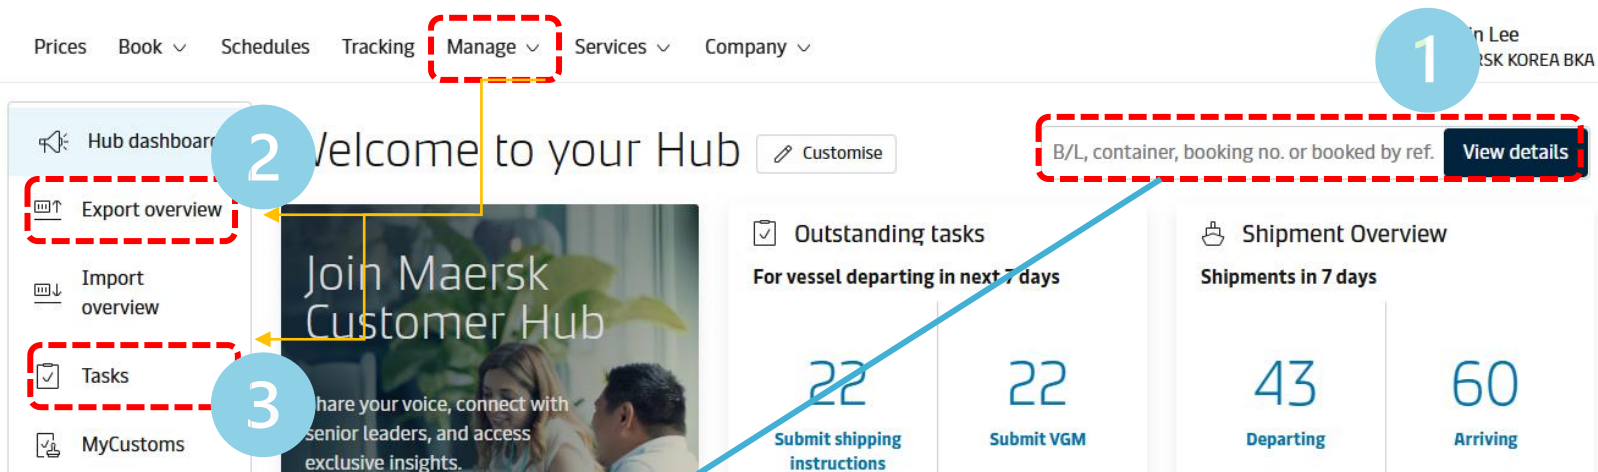 Prices Book Schedules Tracking Manage Services Company
Lee
KOREA BKA
1
Hub dashboard
2
Welcome to your Hub
Customise
B/L, container, booking no. or booked by ref.
View details
Export overview
Import
overview
Tasks
3
MyCustoms
Join Maersk
Customer Hub
Share your voice, connect with
senior leaders, and access
exclusive insights.
Outstanding tasks
For vessel departing in next 7 days
22
Submit shipping
instructions
22
Submit VGM
Shipment Overview
Shipments in 7 days
43
Departing
60
Arriving